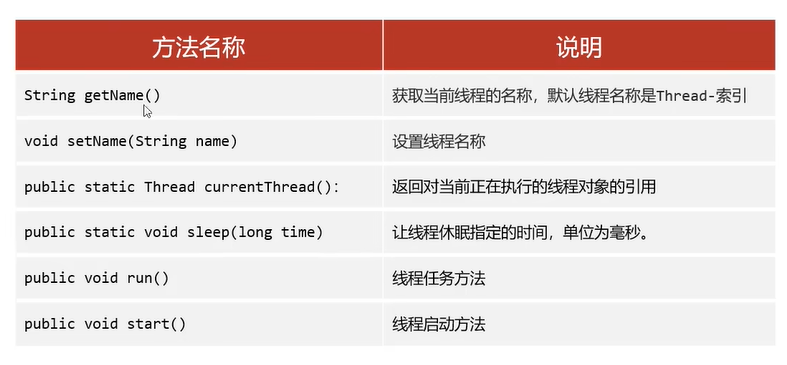 方法名称 说明
String getName() 获取当前线程的名称，默认线程名称是Thread-索引
void setName(String name) 设置线程名称
public static Thread currentThread()： 返回对当前正在执行的线程对象的引用
public static void sleep(long time) 让线程休眠指定的时间，单位为毫秒。
public void run() 线程任务方法
public void start() 线程启动方法